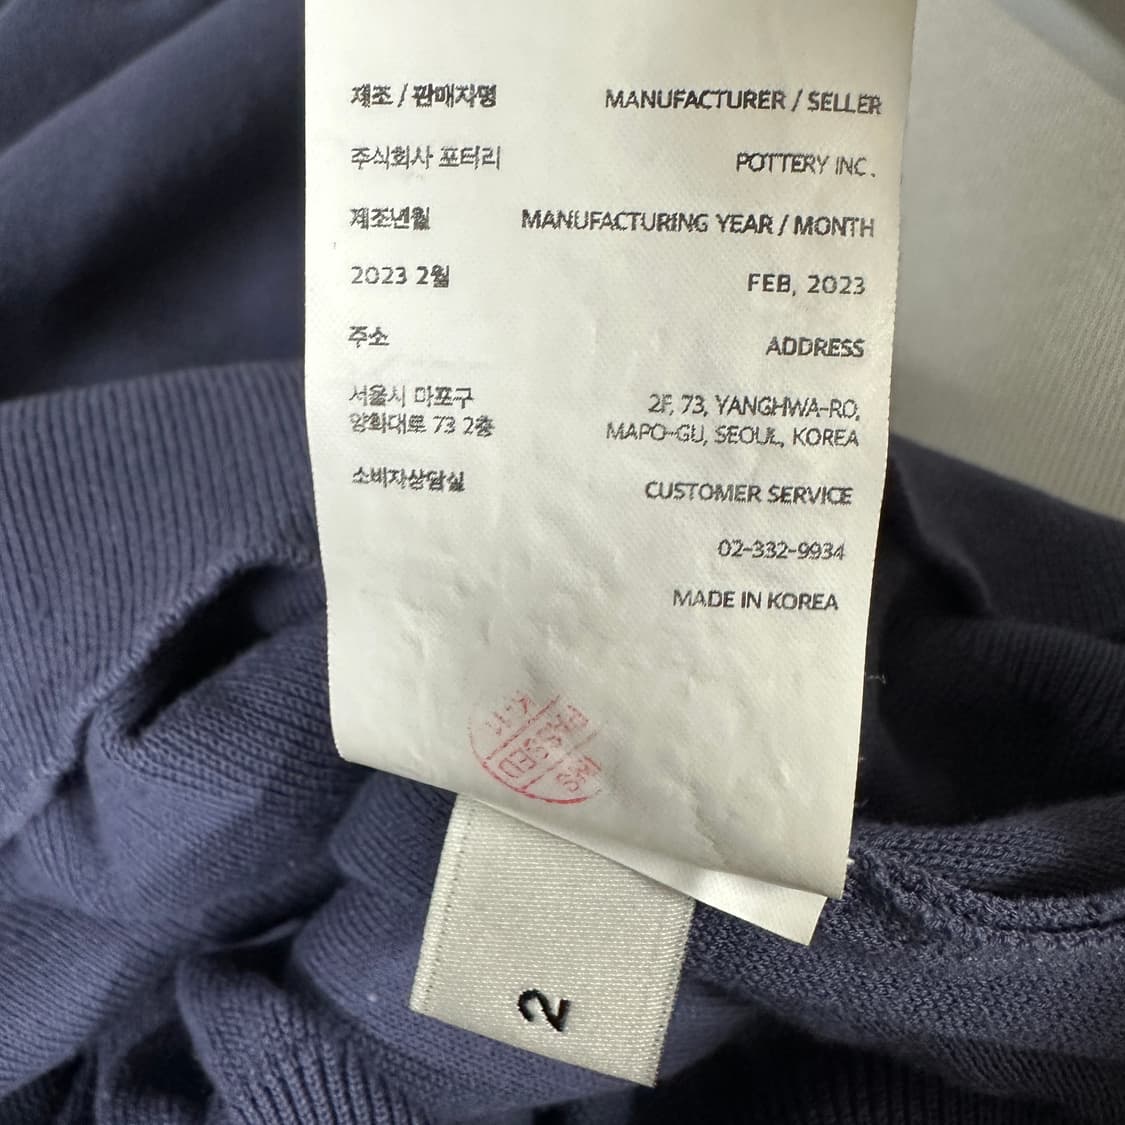 제조 / 판매자명 MANUFACTURER / SELLER
주식회사 포터리 POTTERY INC.
제조년월 MANUFACTURING YEAR / MONTH
2023 2월 FEB, 2023
주소 ADDRESS
서울시 마포구 2F, 73, YANGHWA-RO,
양화대로 73 2층 MAPO-GU, SEOUL, KOREA
소비자상담실 CUSTOMER SERVICE
02-332-9934
MADE IN KOREA
2